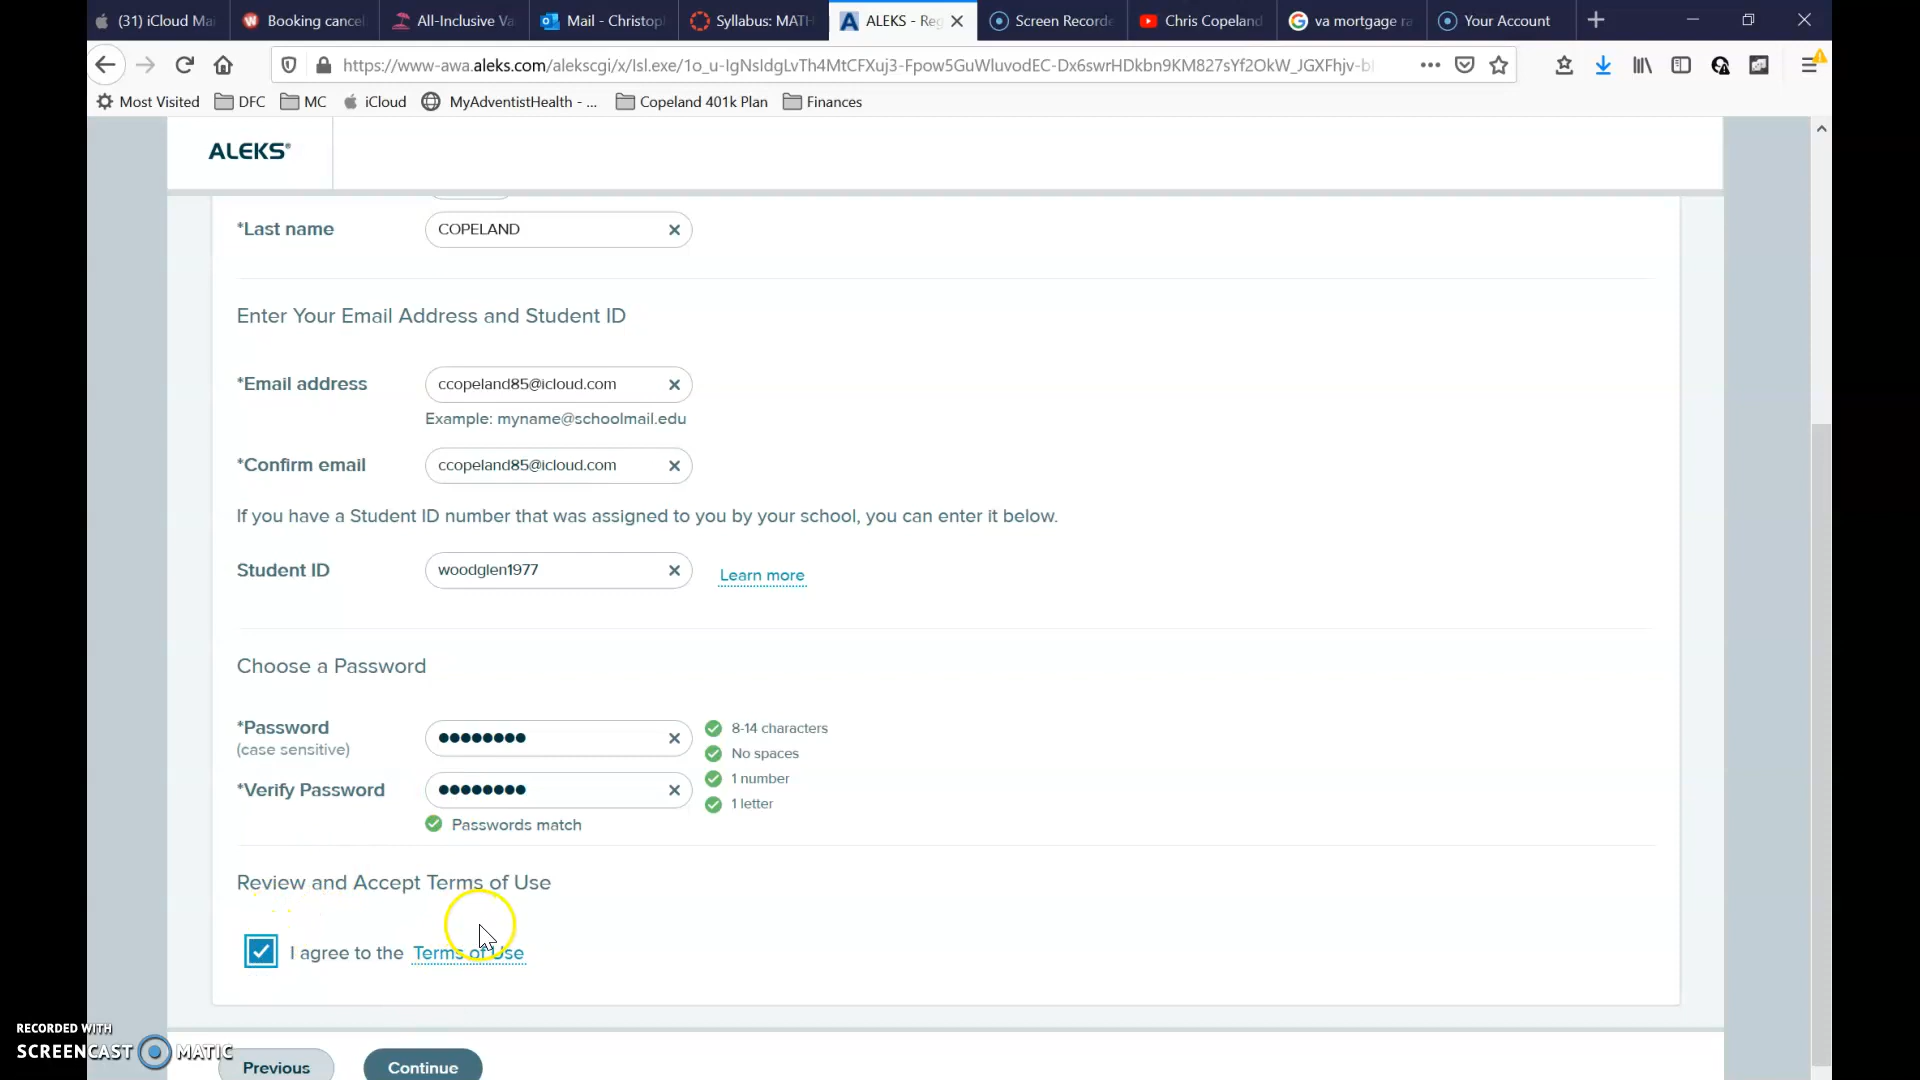 (31) iCloud Ma
Booking cancel
All-Inclusive Va
Mail - Christop
Syllabus: MATH
ALEKS - Reg
Screen Recorde
Chris Copeland
va mortgage ra
Your Account
https://www-awa.aleks.com/alekscgi/x/Isl.exe/1o_u-IgNsIdgLvTh4MtCFXuj3-Fpow5GuWluvodEC-Dx6swrHDkbn9KM827sYf2OkW_JGXFhjv-bl
Most Visited DFC MC iCloud MyAdventistHealth - ... Copeland 401k Plan Finances
ALEKS®
*Last name COPELAND
Enter Your Email Address and Student ID
*Email address ccopeland85@icloud.com
Example: myname@schoolmail.edu
*Confirm email ccopeland85@icloud.com
If you have a Student ID number that was assigned to you by your school, you can enter it below.
Student ID woodglen1977 Learn more
Choose a Password
*Password
(case sensitive)
8-14 characters
No spaces
1 number
1 letter
*Verify Password
Passwords match
Review and Accept Terms of Use
I agree to the Terms of Use
Previous Continue
RECORDED WITH
SCREENCAST MATIC